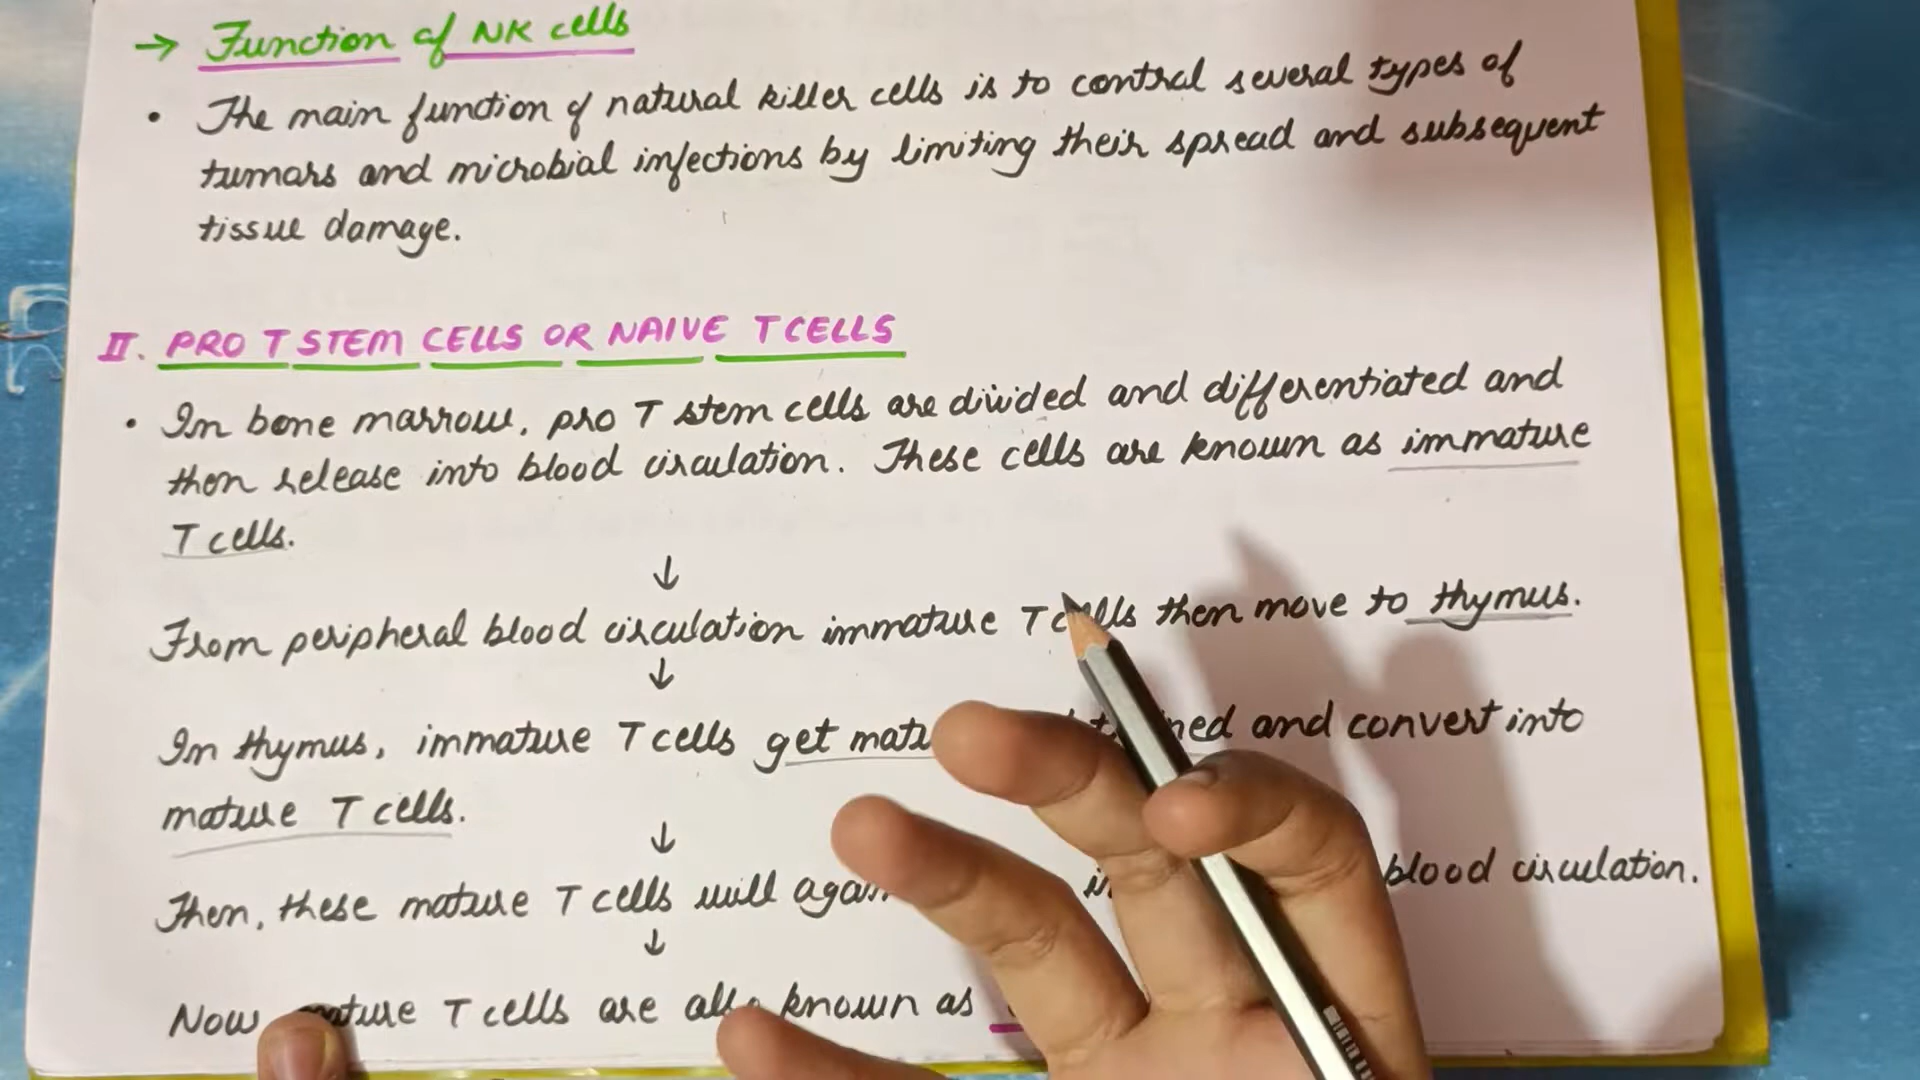 → Function of NK cells
• The main function of natural killer cells is to control several types of
tumors and microbial infections by limiting their spread and subsequent
tissue damage.
II. PRO T STEM CELLS OR NAIVE T CELLS
• In bone marrow, pro T stem cells are divided and differentiated and
then release into blood circulation. These cells are known as immature
T cells.
↓
From peripheral blood circulation immature T cells then move to thymus.
↓
In thymus, immature T cells get and convert into
mature T cells.
↓
Then, these mature T cells will again blood circulation.
↓
Now mature T cells are also known as